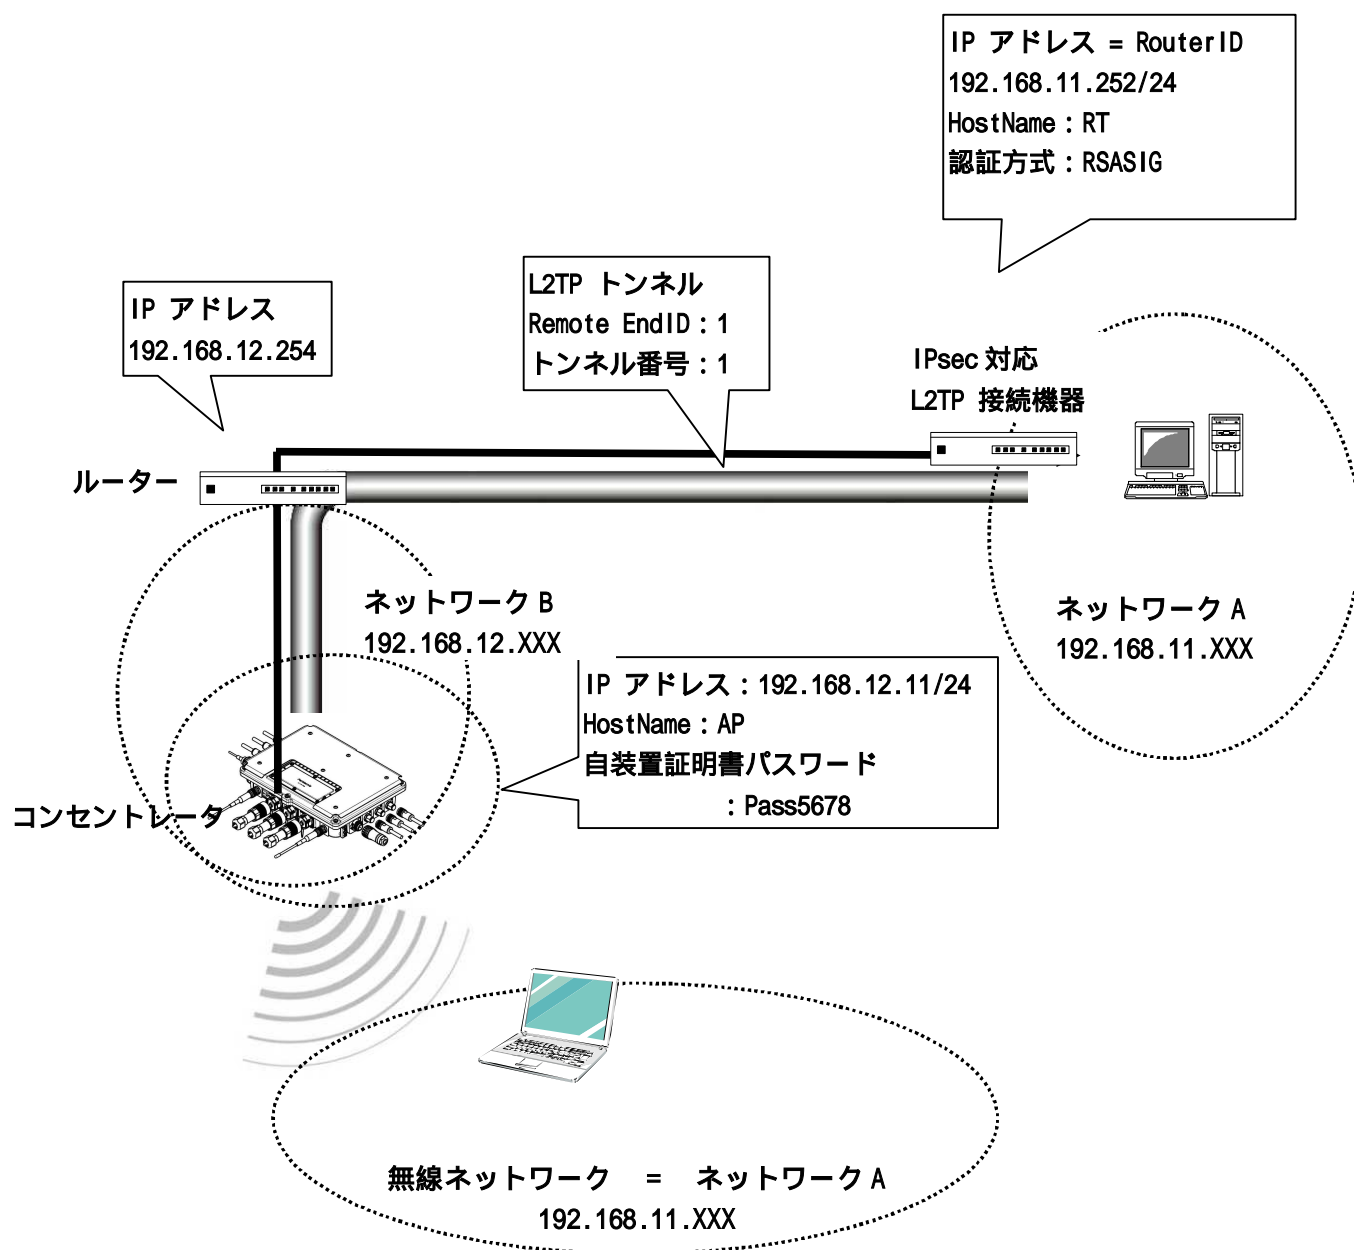 IP アドレス = RouterID
192.168.11.252/24
HostName：RT
認証方式：RSASIG
L2TP トンネル
Remote EndID：1
トンネル番号：1
IP アドレス
192.168.12.254
IPsec 対応
L2TP 接続機器
ルーター
ネットワーク B
192.168.12.XXX
ネットワーク A
192.168.11.XXX
IP アドレス：192.168.12.11/24
HostName：AP
自装置証明書パスワード
：Pass5678
コンセントレータ
無線ネットワーク = ネットワーク A
192.168.11.XXX